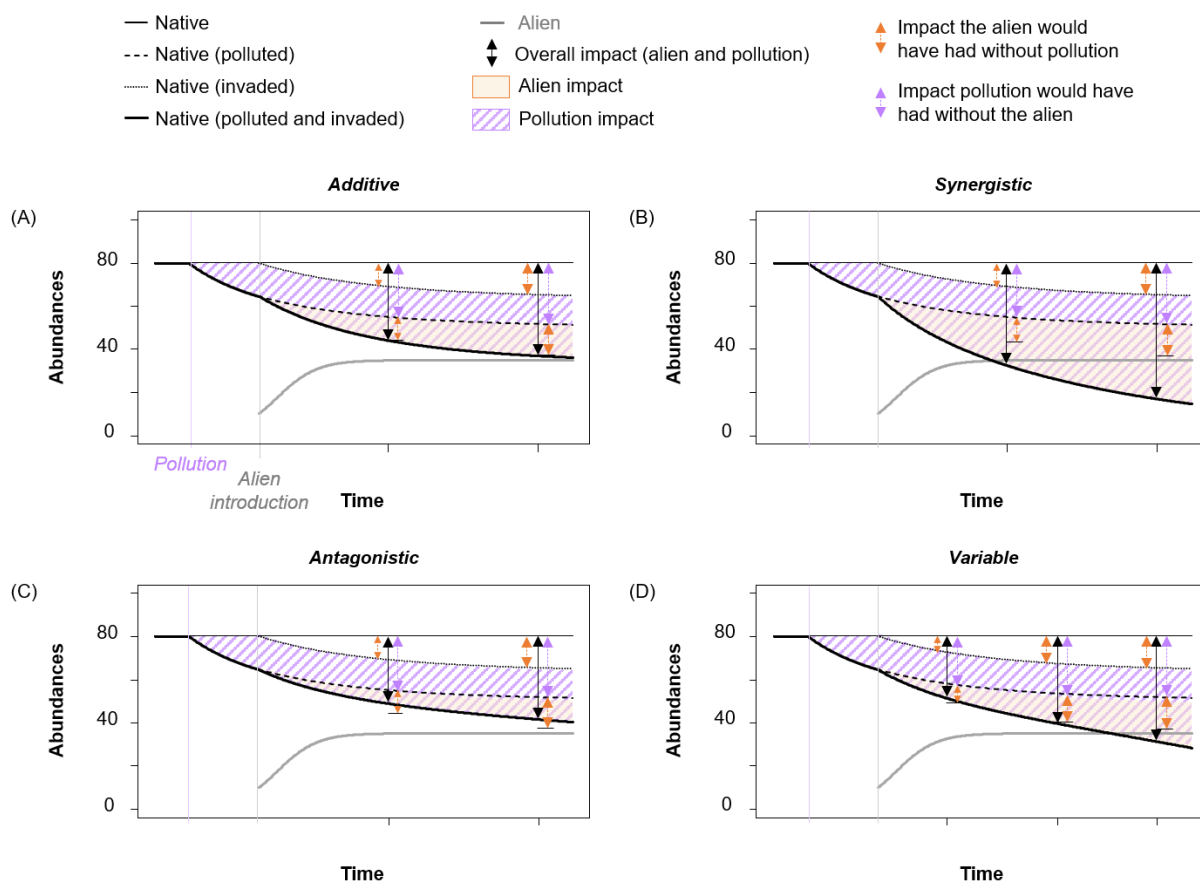 Native
Native (polluted)
Native (invaded)
Native (polluted and invaded)
Alien
Overall impact (alien and pollution)
Alien impact
Pollution impact
Impact the alien would
have had without pollution
Impact pollution would have
had without the alien
Additive
(A)
80
40
0
Abundances
Pollution
Alien
introduction
Time
Synergistic
(B)
80
40
0
Abundances
Time
Antagonistic
(C)
80
40
0
Abundances
Time
Variable
(D)
80
40
0
Abundances
Time